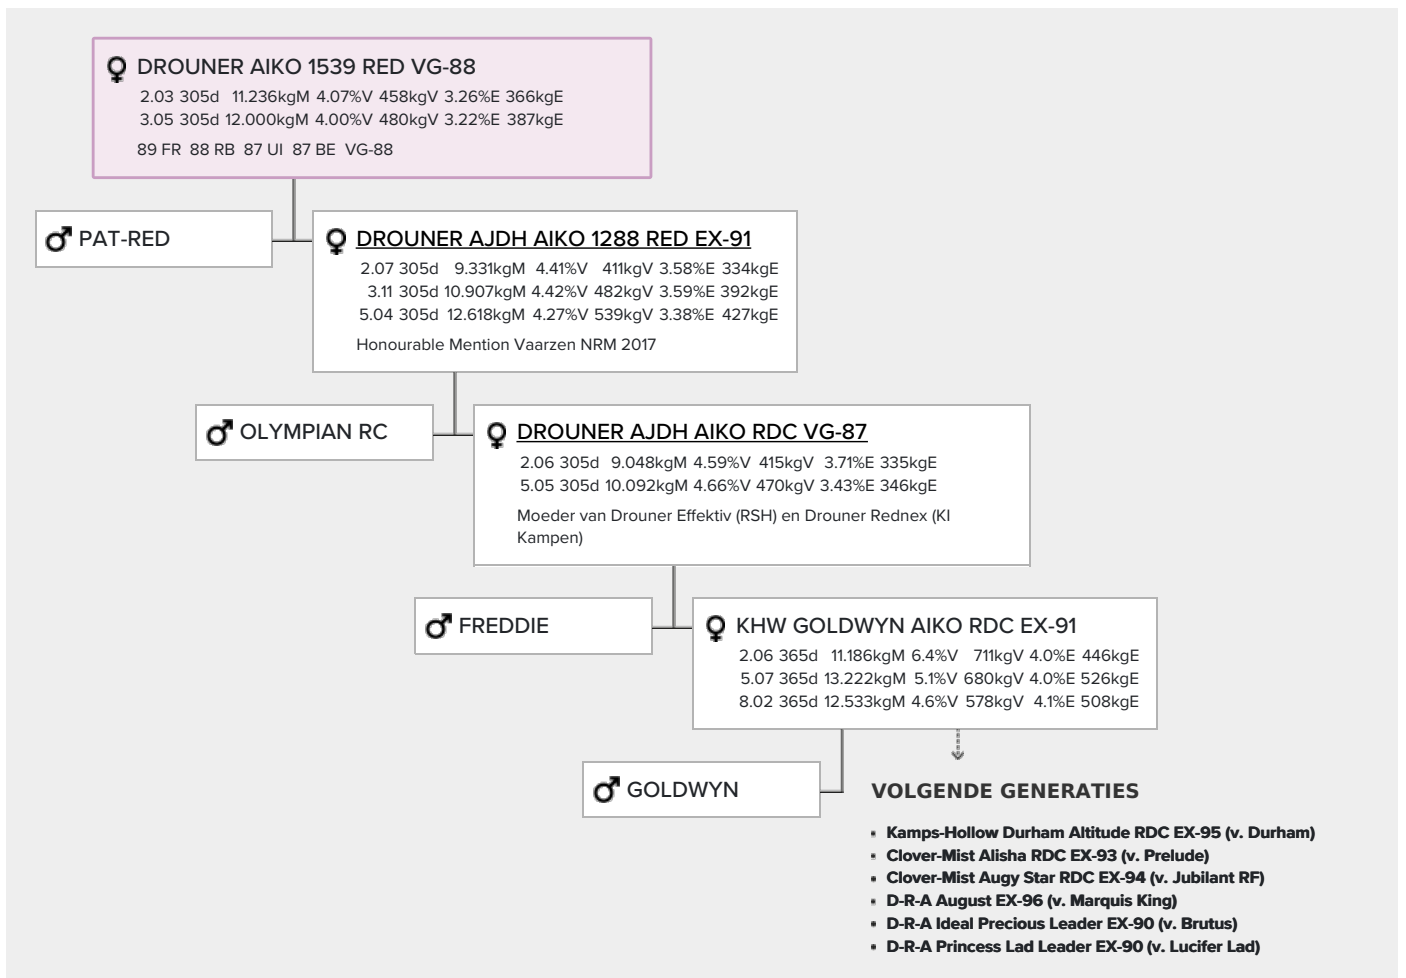 DROUNER AIKO 1539 RED VG-88
2.03 305d 11.236kgM 4.07%V 458kgV 3.26%E 366kgE
3.05 305d 12.000kgM 4.00%V 480kgV 3.22%E 387kgE
89 FR 88 RB 87 UI 87 BE VG-88
PAT-RED
DROUNER AJDH AIKO 1288 RED EX-91
2.07 305d 9.331kgM 4.41%V 411kgV 3.58%E 334kgE
3.11 305d 10.907kgM 4.42%V 482kgV 3.59%E 392kgE
5.04 305d 12.618kgM 4.27%V 539kgV 3.38%E 427kgE
Honourable Mention Vaarzen NRM 2017
OLYMPIAN RC
DROUNER AJDH AIKO RDC VG-87
2.06 305d 9.048kgM 4.59%V 415kgV 3.71%E 335kgE
5.05 305d 10.092kgM 4.66%V 470kgV 3.43%E 346kgE
Moeder van Drouner Effektiv (RSH) en Drouner Rednex (KI
Kampen)
FREDDIE
KHW GOLDWYN AIKO RDC EX-91
2.06 365d 11.186kgM 6.4%V 711kgV 4.0%E 446kgE
5.07 365d 13.222kgM 5.1%V 680kgV 4.0%E 526kgE
8.02 365d 12.533kgM 4.6%V 578kgV 4.1%E 508kgE
GOLDWYN
VOLGENDE GENERATIES
▪ Kamps-Hollow Durham Altitude RDC EX-95 (v. Durham)
▪ Clover-Mist Alisha RDC EX-93 (v. Prelude)
▪ Clover-Mist Augy Star RDC EX-94 (v. Jubilant RF)
▪ D-R-A August EX-96 (v. Marquis King)
▪ D-R-A Ideal Precious Leader EX-90 (v. Brutus)
▪ D-R-A Princess Lad Leader EX-90 (v. Lucifer Lad)